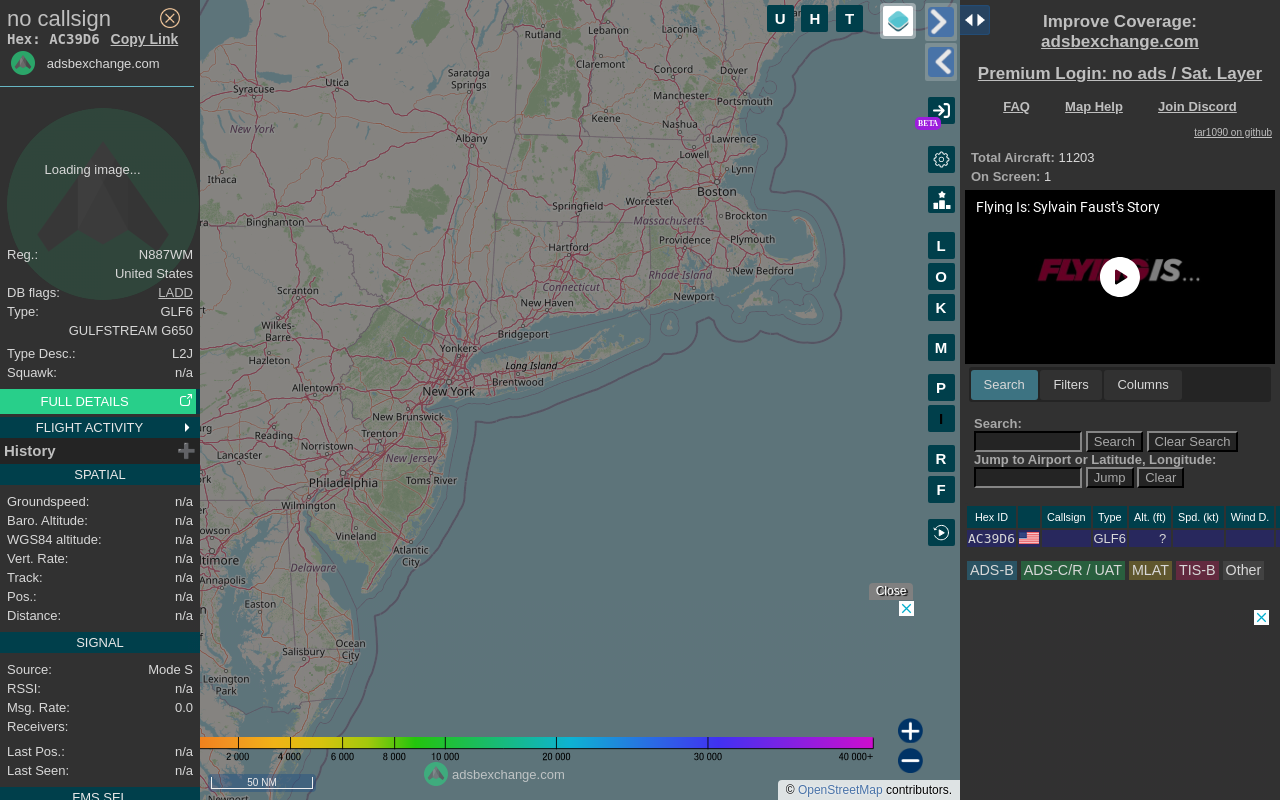 no callsign
Hex: AC39D6 Copy Link
adsbexchange.com
Loading image...
Reg.: N887WM
United States
DB flags: LADD
Type: GLF6
GULFSTREAM G650
Type Desc.: L2J
Squawk: n/a
FULL DETAILS
FLIGHT ACTIVITY
History
SPATIAL
Groundspeed: n/a
Baro. Altitude: n/a
WGS84 altitude: n/a
Vert. Rate: n/a
Track: n/a
Pos.: n/a
Distance: n/a
SIGNAL
Source: Mode S
RSSI: n/a
Msg. Rate: 0.0
Receivers:
Last Pos.: n/a
Last Seen: n/a
FMS SEL
U H T
Rutland
Lebanon
Laconia
Claremont
Concord
Dover
Saratoga
Springs
Utica
Syracuse
Manchester
Portsmouth
Keene
Nashua
New York
Albany
Lawrence
Lowell
Lynn
Ithaca
Boston
Worcester
Springfield
Massachusetts
Brockton
Binghamton
Providence
Plymouth
Hartford
New Bedford
Rhode Island
Connecticut
Newport
Scranton
New Haven
Wilkes-
Barre
Bridgeport
Yonkers
Hazleton
Long Island
Brentwood
Allentown
New York
New Brunswick
Reading
Trenton
Norristown
Lancaster
New Jersey
Philadelphia
Toms River
Wilmington
Vineland
Atlantic
City
Delaware
Annapolis
Easton
Ocean
City
Salisbury
Lexington
Park
BETA
L
O
K
M
P
I
R
F
Close
2 000 4 000 6 000 8 000 10 000 20 000 30 000 40 000+
adsbexchange.com
50 NM
© OpenStreetMap contributors.
Improve Coverage:
adsbexchange.com
Premium Login: no ads / Sat. Layer
FAQ Map Help Join Discord
tar1090 on github
Total Aircraft: 11203
On Screen: 1
Flying Is: Sylvain Faust's Story
FLYING IS...
Search Filters Columns
Search:
Search Clear Search
Jump to Airport or Latitude, Longitude:
Jump Clear
Hex ID Callsign Type Alt. (ft) Spd. (kt) Wind D.
AC39D6 GLF6 ?
ADS-B ADS-C/R / UAT MLAT TIS-B Other